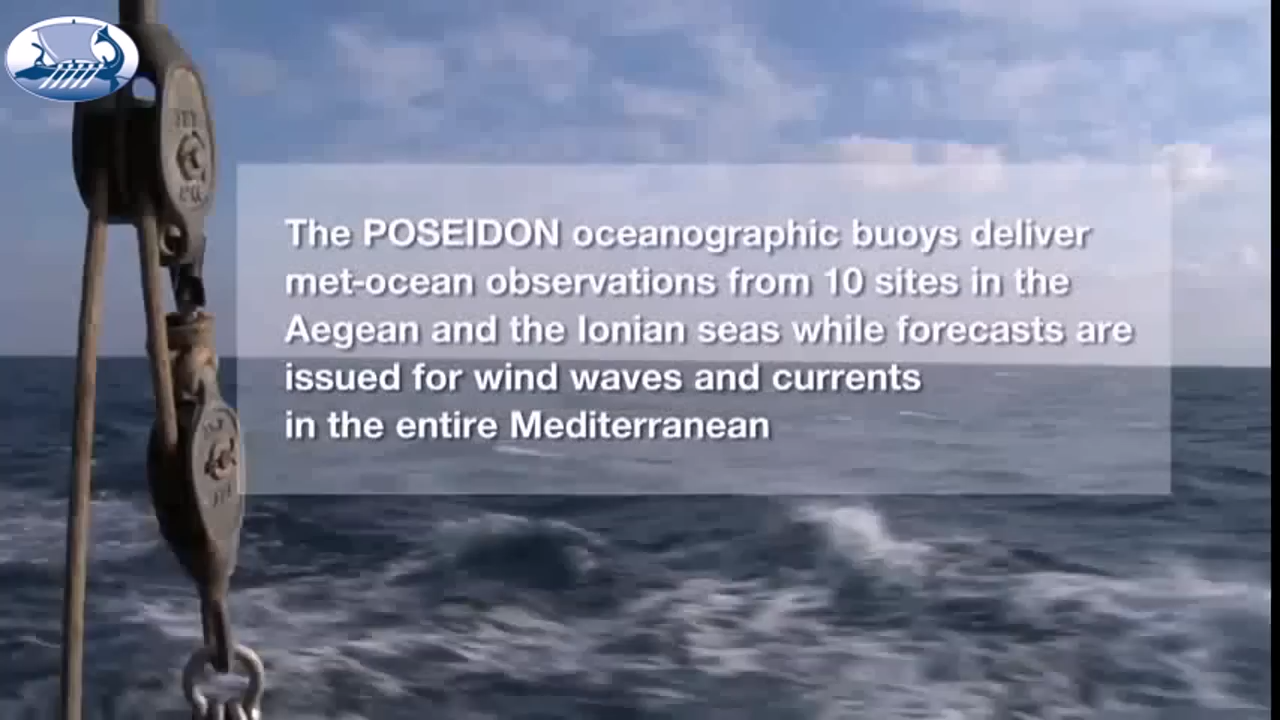 The POSEIDON oceanographic buoys deliver
met-ocean observations from 10 sites in the
Aegean and the Ionian seas while forecasts are
issued for wind waves and currents
in the entire Mediterranean